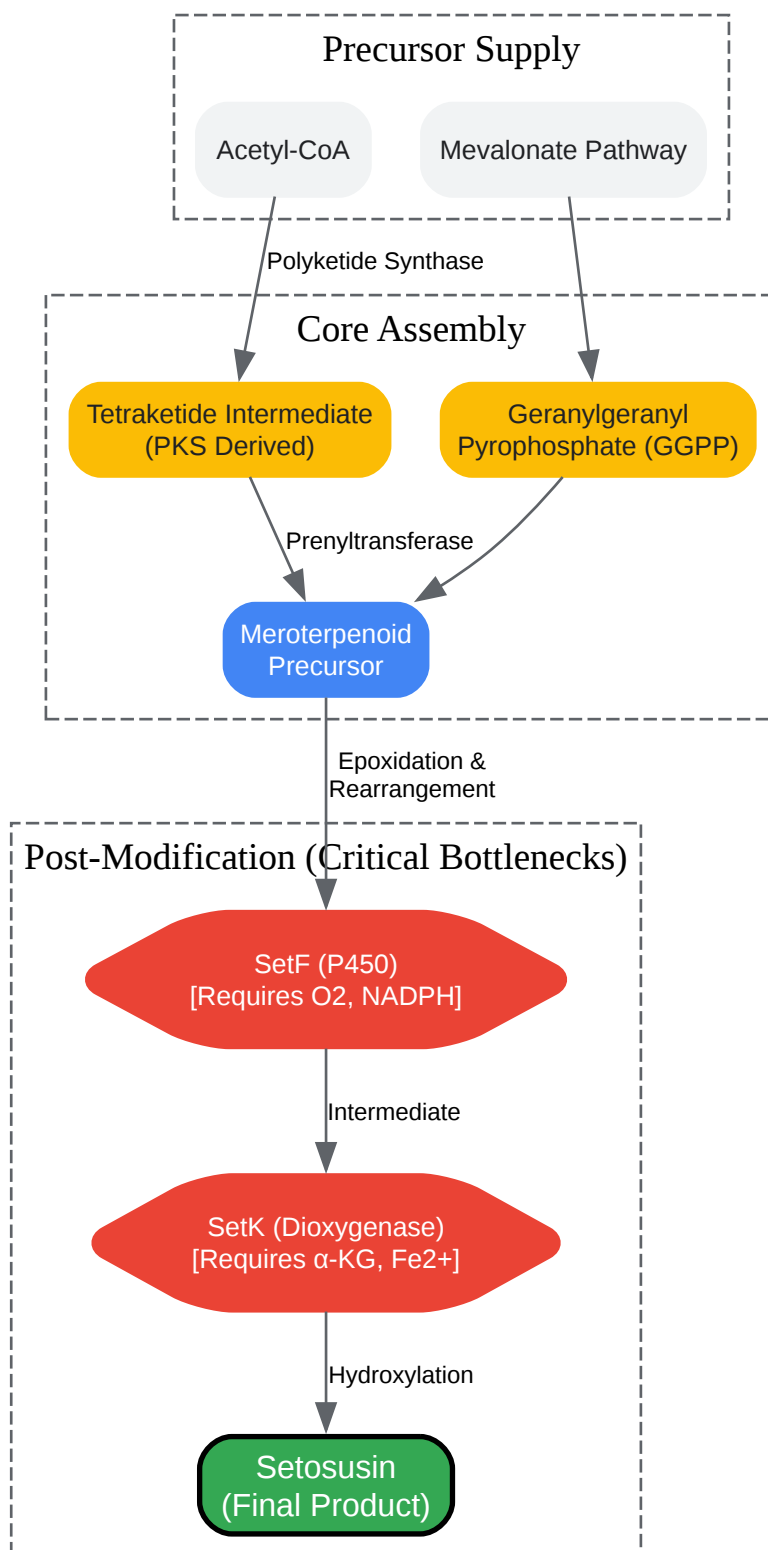 Precursor Supply
Acetyl-CoA
Mevalonate Pathway
Polyketide Synthase
Core Assembly
Tetraketide Intermediate
(PKS Derived)
Geranylgeranyl
Pyrophosphate (GGPP)
Prenyltransferase
Meroterpenoid
Precursor
Epoxidation &
Rearrangement
Post-Modification (Critical Bottlenecks)
SetF (P450)
[Requires O2, NADPH]
Intermediate
SetK (Dioxygenase)
[Requires α-KG, Fe2+]
Hydroxylation
Setosusin
(Final Product)